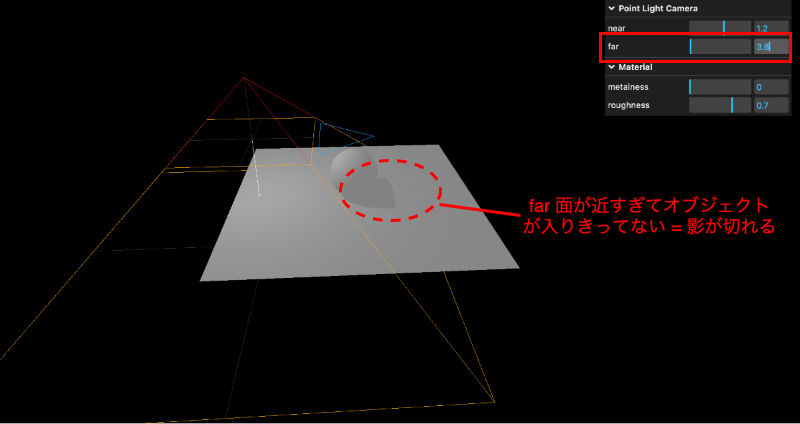 Point Light Camera
near 1.2
far 3.8
Material
metalness 0
roughness 0.7
far 面が近すぎてオブジェクト
が入りきってない = 影が切れる